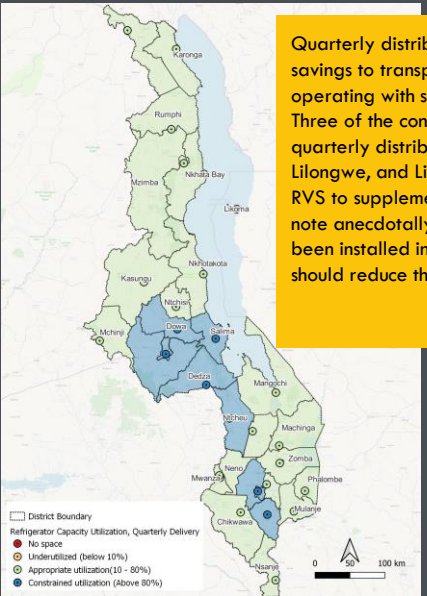 Quarterly distrib
savings to transp
operating with s
Three of the con
quarterly distrib
Lilongwe, and Li
RVS to suppleme
note anecdotally
been installed in
should reduce th
Karonga
Rumphi
Nkhata Bay
Mzimba
Likoma
Nkhotakota
Kasungu
Ntchisi
Dowa
Mchinji
Salima
Dedza
Mangochi
Ntcheu
Machinga
Zomba
Neno
Mwanza
Phalombe
Mulanje
Chikwawa
Nsanje
District Boundary
Refrigerator Capacity Utilization, Quarterly Delivery
No space
Underutilized (below 10%)
Appropriate utilization(10 - 80%)
Constrained utilization (Above 80%)
0 50 100 km